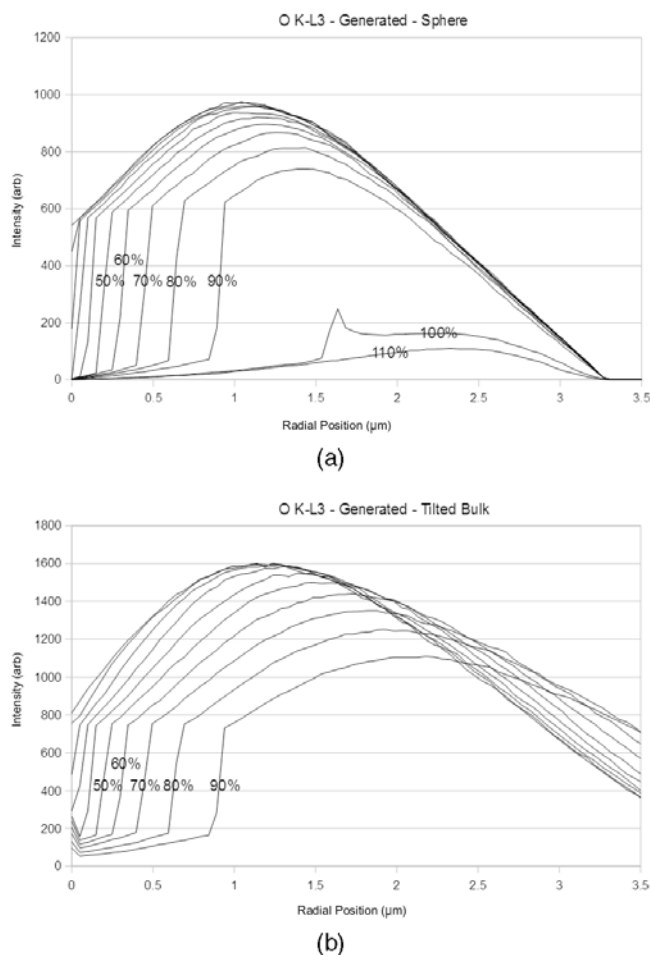 O K-L3 - Generated - Sphere
1200
1000
800
600
400
200
0
Intensity (arb)
60%
50% 70% 80% 90%
100%
110%
0 0.5 1 1.5 2 2.5 3 3.5
Radial Position (µm)
(a)
O K-L3 - Generated - Tilted Bulk
1800
1600
1400
1200
1000
800
600
400
200
0
Intensity (arb)
60%
50% 70% 80% 90%
0 0.5 1 1.5 2 2.5 3 3.5
Radial Position (µm)
(b)